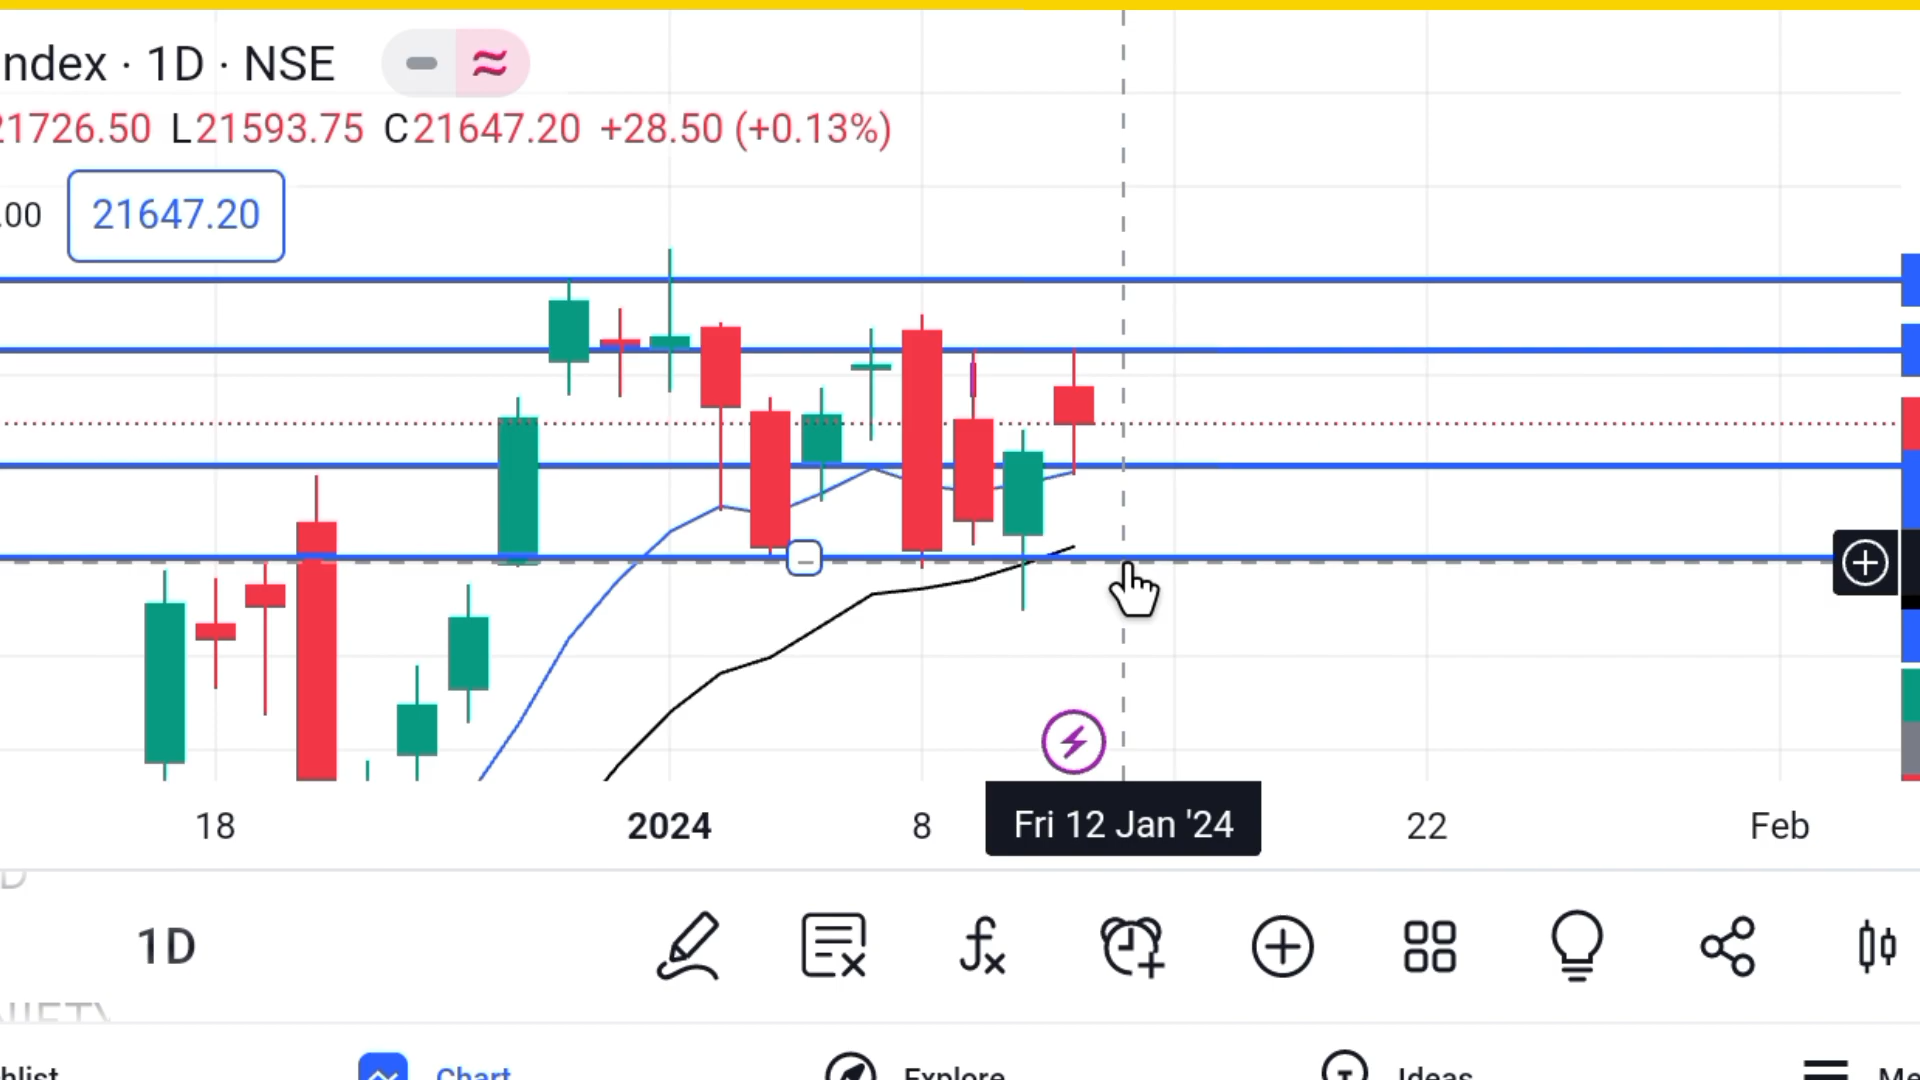 ndex · 1D · NSE
21726.50 L21593.75 C21647.20 +28.50 (+0.13%)
.00 21647.20
18 2024 8 Fri 12 Jan '24 22 Feb
1D
Chart Explore Ideas